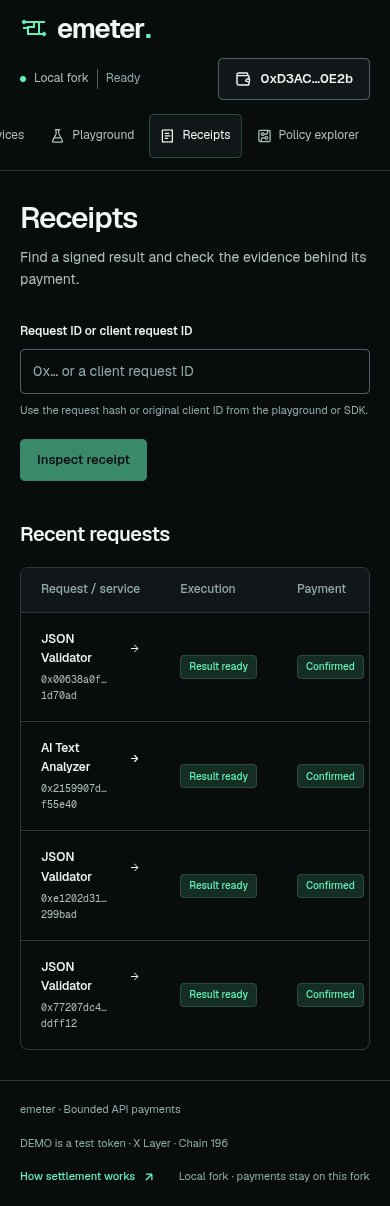 emeter.
Local fork Ready 0xD3AC...0E2b
vices Playground Receipts Policy explorer
Receipts
Find a signed result and check the evidence behind its
payment.
Request ID or client request ID
0x... or a client request ID
Use the request hash or original client ID from the playground or SDK.
Inspect receipt
Recent requests
Request / service Execution Payment
JSON
Validator →
0x00638a0f…
1d70ad
Result ready Confirmed
AI Text
Analyzer →
0x2159907d…
f55e40
Result ready Confirmed
JSON
Validator →
0xe1202d31…
299bad
Result ready Confirmed
JSON
Validator →
0x77207dc4…
ddff12
Result ready Confirmed
emeter · Bounded API payments
DEMO is a test token · X Layer · Chain 196
How settlement works ↗ Local fork · payments stay on this fork